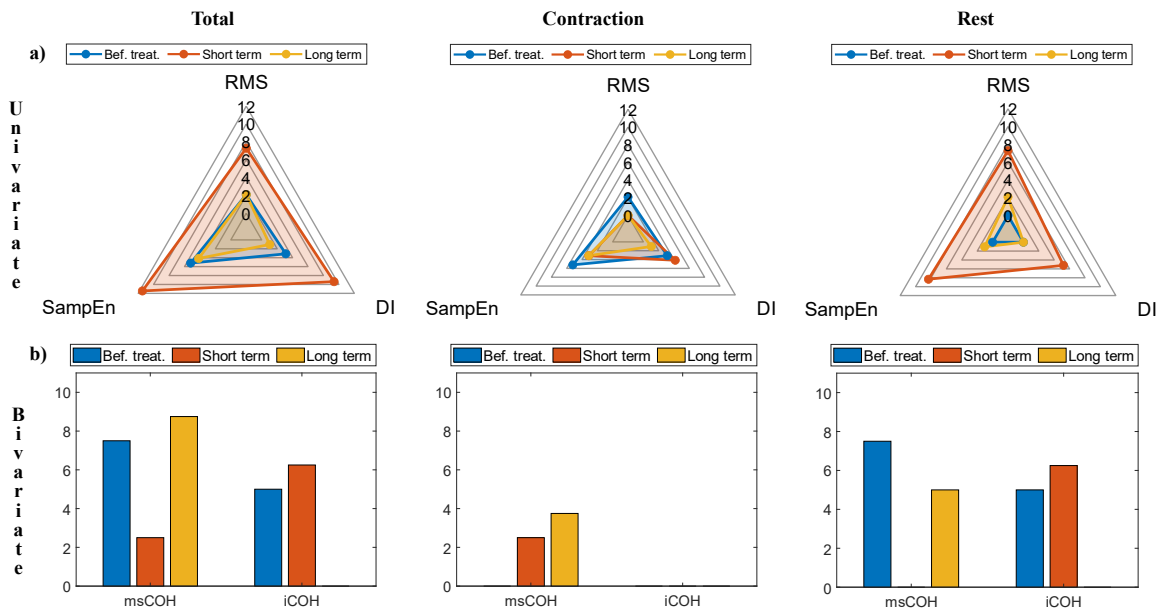 Total Contraction Rest
a)
Bef. treat. Short term Long term
Bef. treat. Short term Long term
Bef. treat. Short term Long term
Univariate
RMS
12
10
8
6
4
2
0
SampEn DI
RMS
12
10
8
6
4
2
0
SampEn DI
RMS
12
10
8
6
4
2
0
SampEn DI
b)
Bef. treat. Short term Long term
Bef. treat. Short term Long term
Bef. treat. Short term Long term
Bivariate
10
8
6
4
2
0
msCOH iCOH
10
8
6
4
2
0
msCOH iCOH
10
8
6
4
2
0
msCOH iCOH